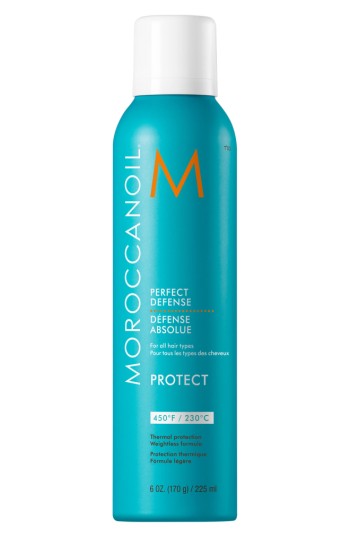 MOROCCANOIL.
M
PERFECT
DEFENSE
DÉFENSE
ABSOLUE
For all hair types
Pour tous les types des cheveux
PROTECT
450°F / 230°C
Thermal protection
Weightless formula
Protection thermique
Formule légère
6 OZ. (170 g) / 225 ml